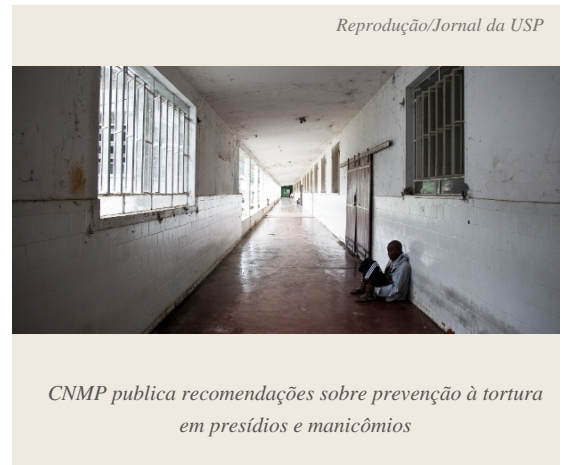 Reprodução/Jornal da USP
CNMP publica recomendações sobre prevenção à tortura
em presídios e manicômios